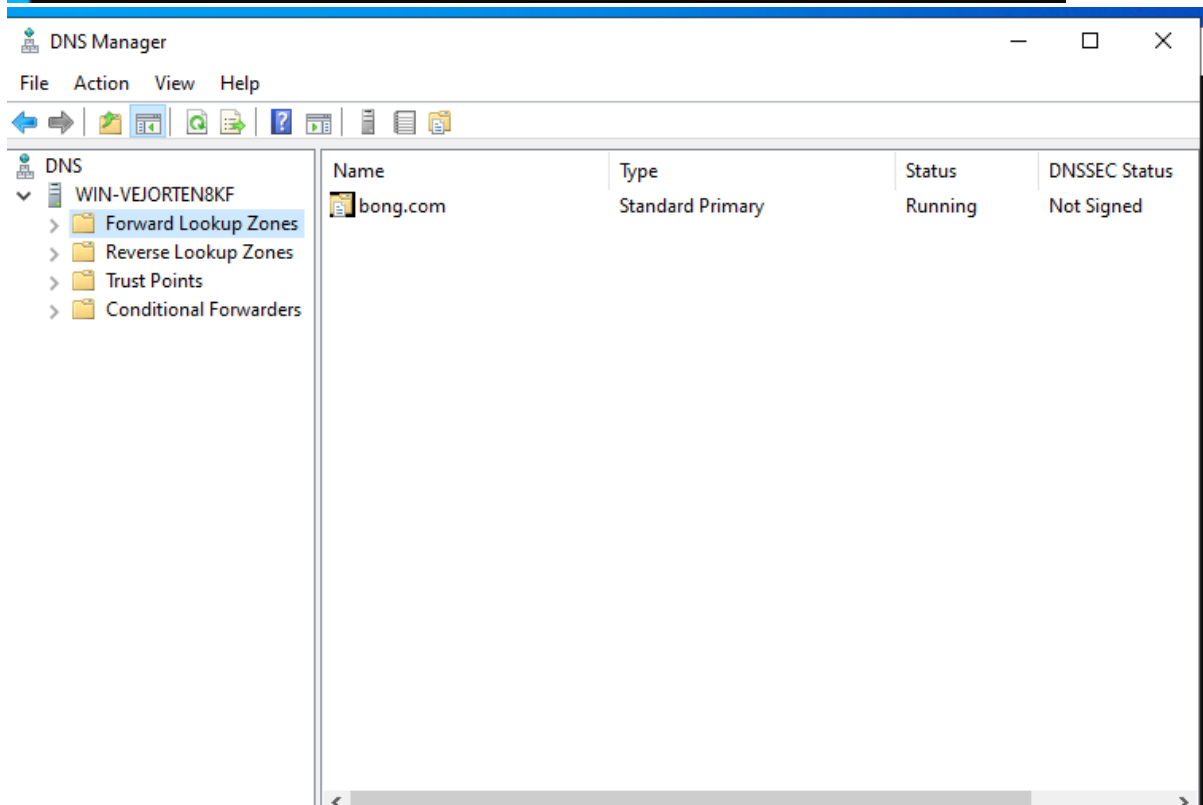 DNS Manager
File Action View Help
DNS
WIN-VEJORTEN8KF
Forward Lookup Zones
Reverse Lookup Zones
Trust Points
Conditional Forwarders
Name Type Status DNSSEC Status
bong.com Standard Primary Running Not Signed